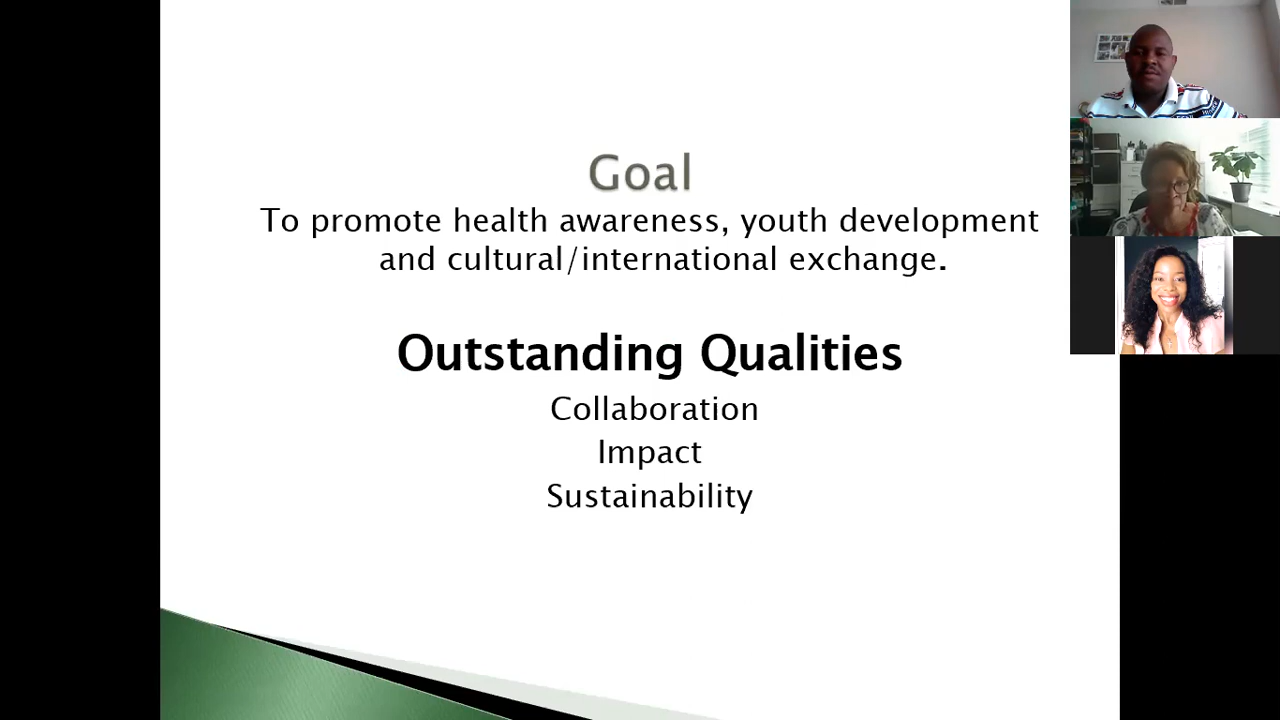 Goal
To promote health awareness, youth development
and cultural/international exchange.
Outstanding Qualities
Collaboration
Impact
Sustainability